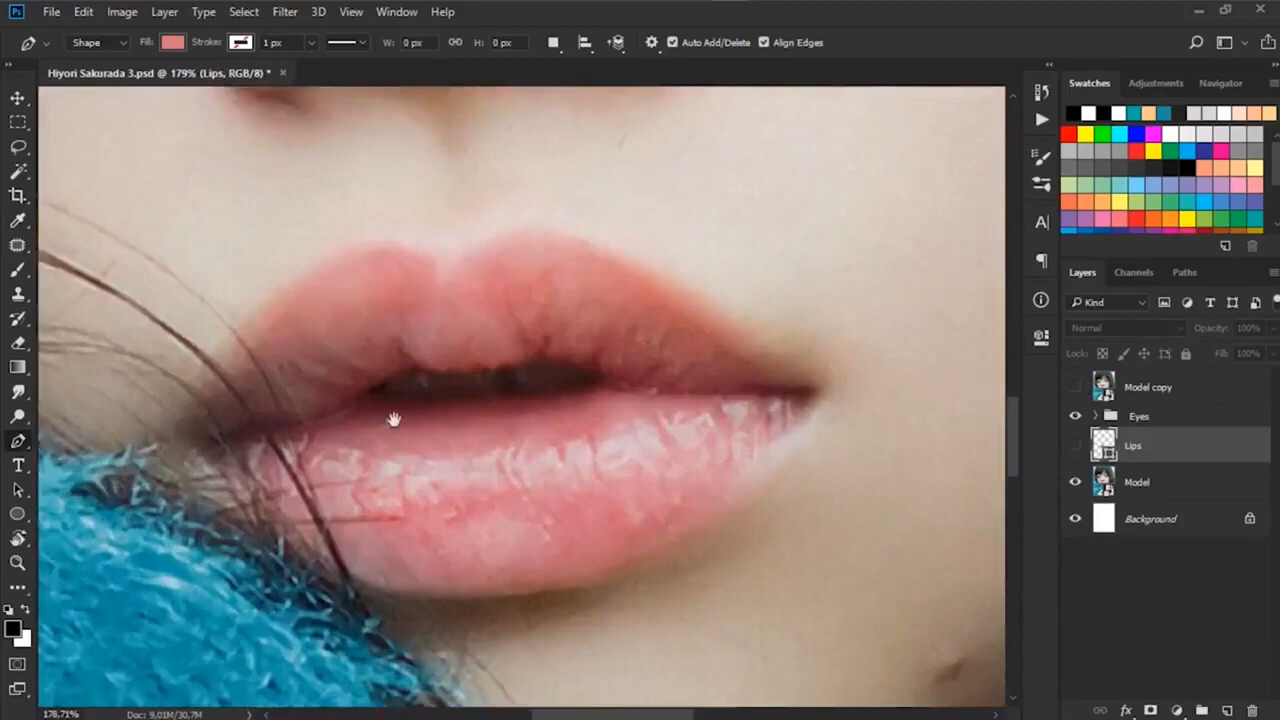 Ps File Edit Image Layer Type Select Filter 3D View Window Help
Shape Fill: Stroke: 1 px W: 0 px H: 0 px Auto Add/Delete Align Edges
Hiyori Sakurada 3.psd @ 179% (Lips, RGB/8) *
Swatches Adjustments Navigator
Layers Channels Paths
Kind
Normal Opacity: 100%
Lock: Fill: 100%
Model copy
Eyes
Lips
Model
Background
178,71% Doc: 9,01M/30,7M